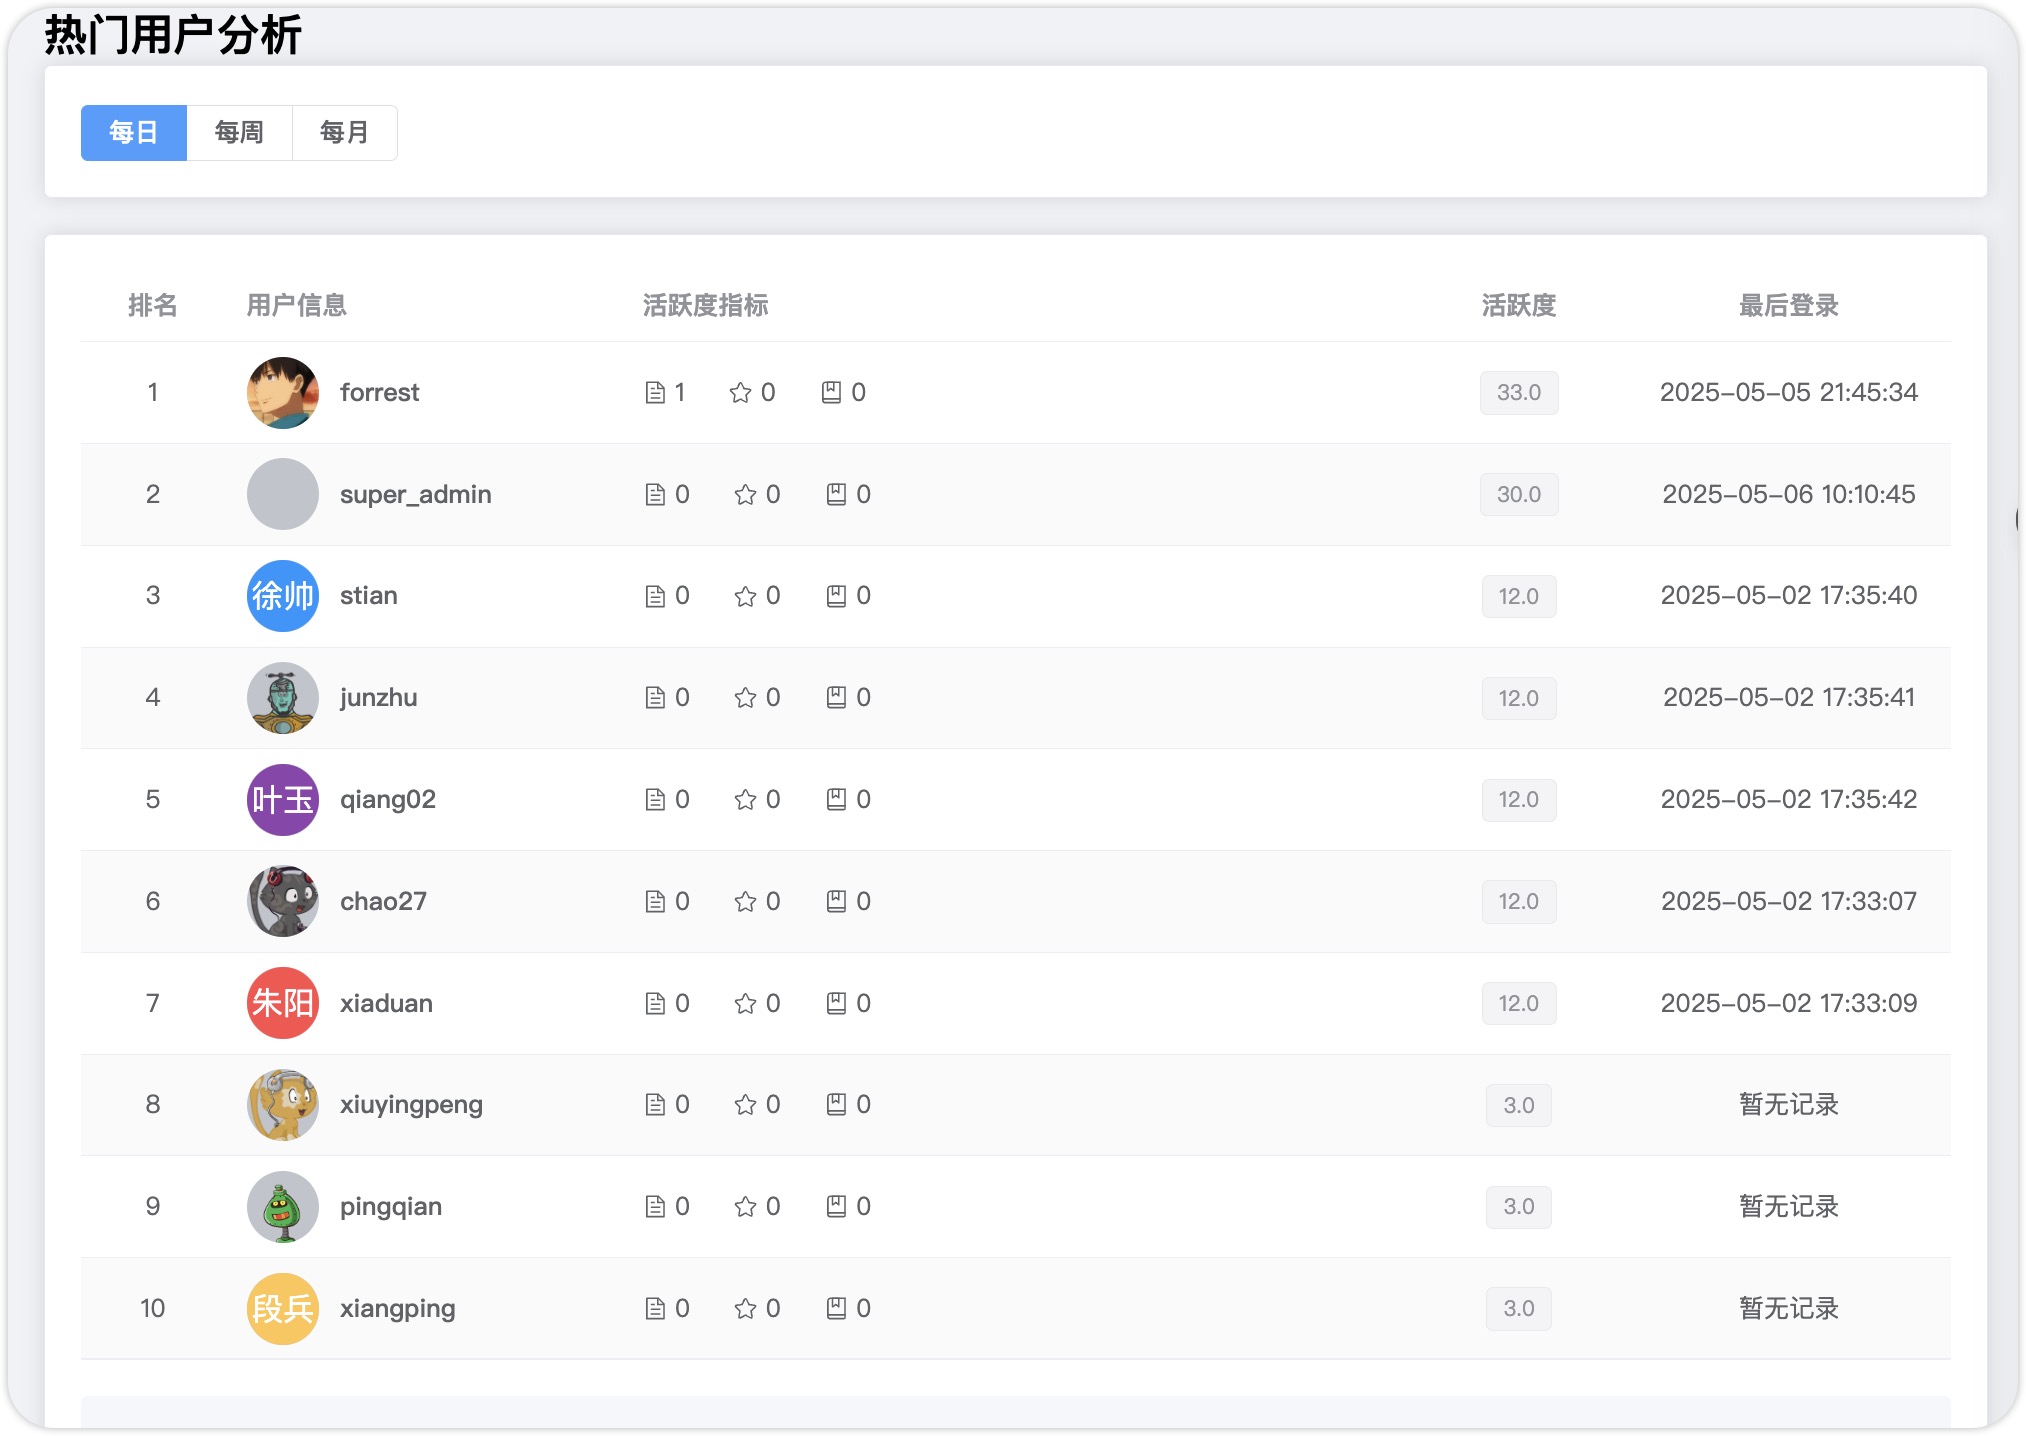 热门用户分析
每日 每周 每月
排名 用户信息 活跃度指标 活跃度 最后登录
1 forrest 1 0 0 33.0 2025-05-05 21:45:34
2 super_admin 0 0 0 30.0 2025-05-06 10:10:45
3 徐帅 stian 0 0 0 12.0 2025-05-02 17:35:40
4 junzhu 0 0 0 12.0 2025-05-02 17:35:41
5 叶玉 qiang02 0 0 0 12.0 2025-05-02 17:35:42
6 chao27 0 0 0 12.0 2025-05-02 17:33:07
7 朱阳 xiaduan 0 0 0 12.0 2025-05-02 17:33:09
8 xiuyingpeng 0 0 0 3.0 暂无记录
9 pingqian 0 0 0 3.0 暂无记录
10 段兵 xiangping 0 0 0 3.0 暂无记录